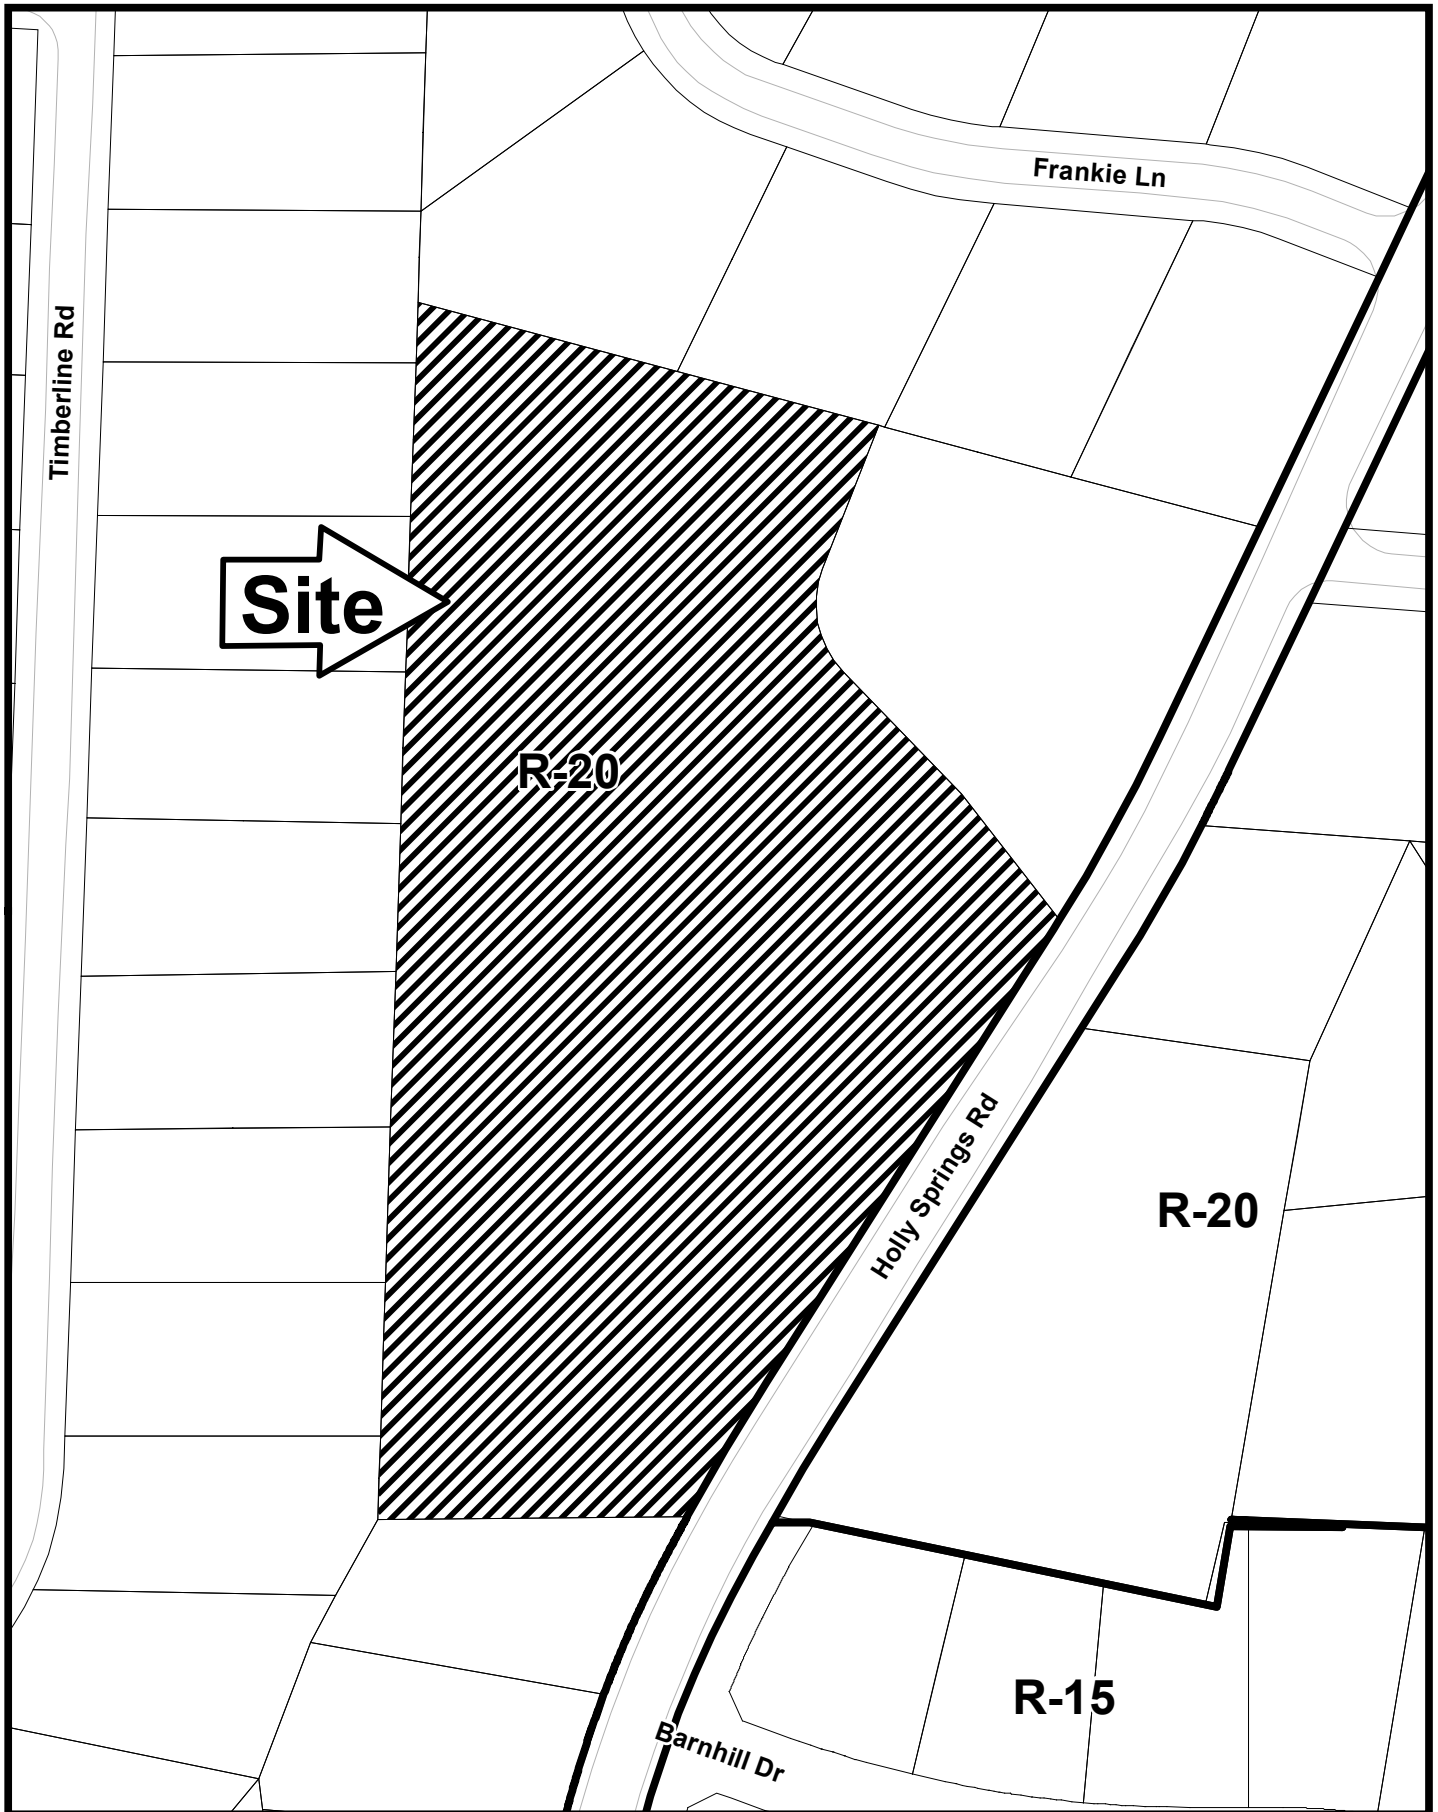 Frankie Ln
Timberline Rd
Site
R-20
Holly Springs Rd
R-20
R-15
Barnhill Dr